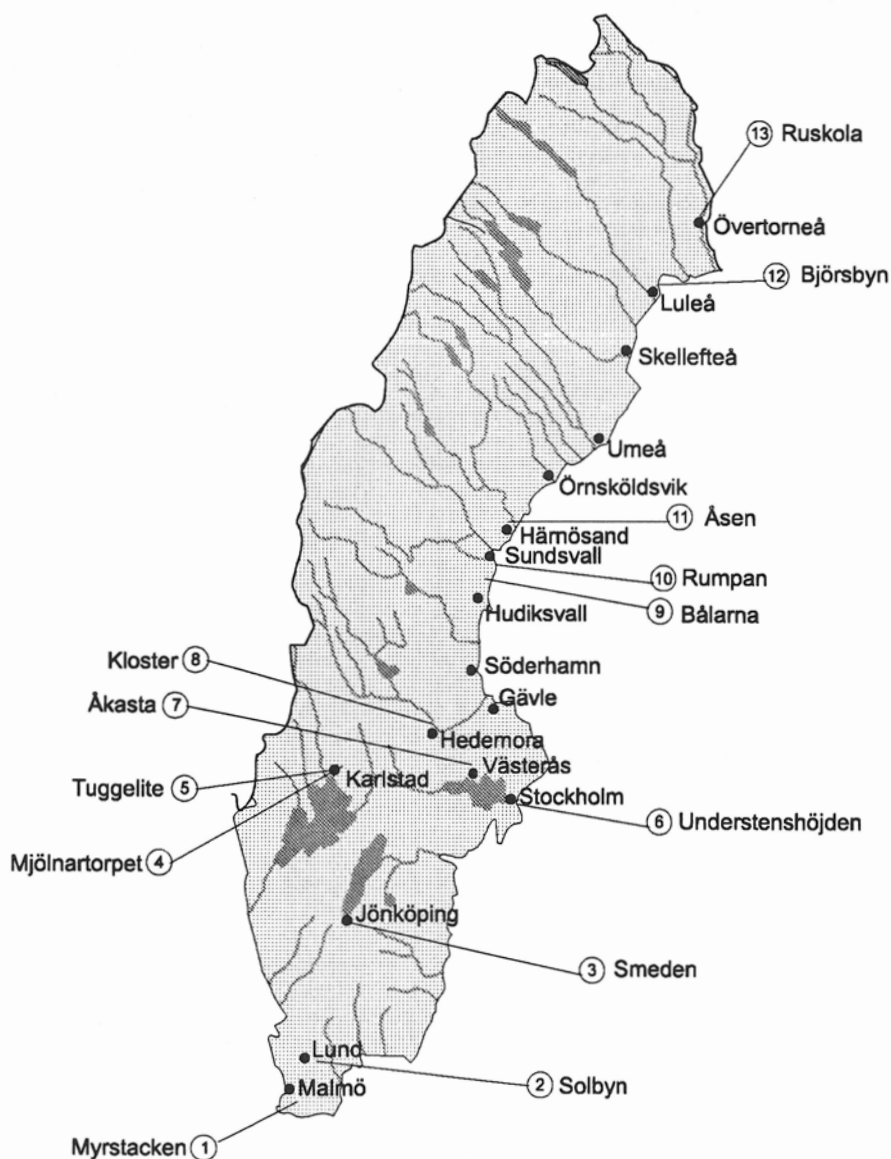 13 Ruskola
Övertorneå
12 Björsbyn
Luleå
Skellefteå
Umeå
Örnsköldsvik
11 Åsen
Härnösand
Sundsvall
10 Rumpan
9 Bålarna
Hudiksvall
Kloster 8
Söderhamn
Åkasta 7
Gävle
Hedemora
Västerås
Karlstad
Tuggelite 5
Stockholm
6 Understenshöjden
Mjölnartorpet 4
Jönköping
3 Smeden
Lund
2 Solbyn
Malmö
Myrstacken 1